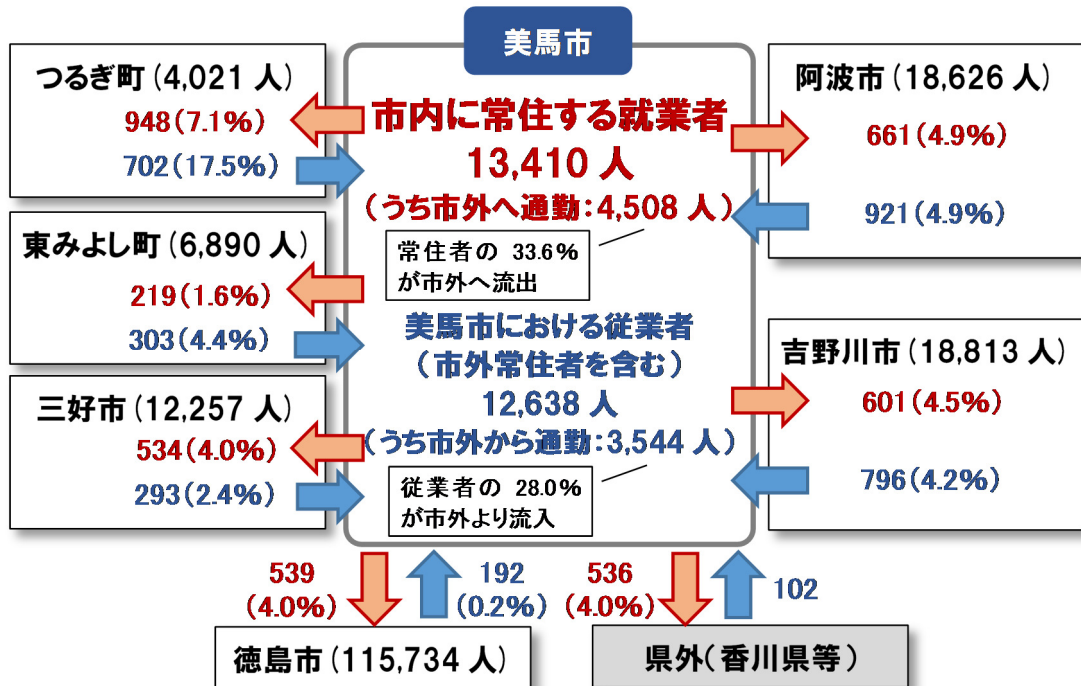 美馬市
つるぎ町(4,021 人)
948(7.1%)
702(17.5%)
東みよし町(6,890 人)
219(1.6%)
303(4.4%)
三好市(12,257 人)
534(4.0%)
293(2.4%)
市内に常住する就業者
13,410 人
(うち市外へ通勤:4,508 人)
常住者の 33.6%
が市外へ流出
美馬市における従業者
(市外常住者を含む)
12,638 人
(うち市外から通勤:3,544 人)
従業者の 28.0%
が市外より流入
阿波市(18,626 人)
661(4.9%)
921(4.9%)
吉野川市(18,813 人)
601(4.5%)
796(4.2%)
539
(4.0%)
192
(0.2%)
536
(4.0%)
102
徳島市(115,734 人)
県外(香川県等)